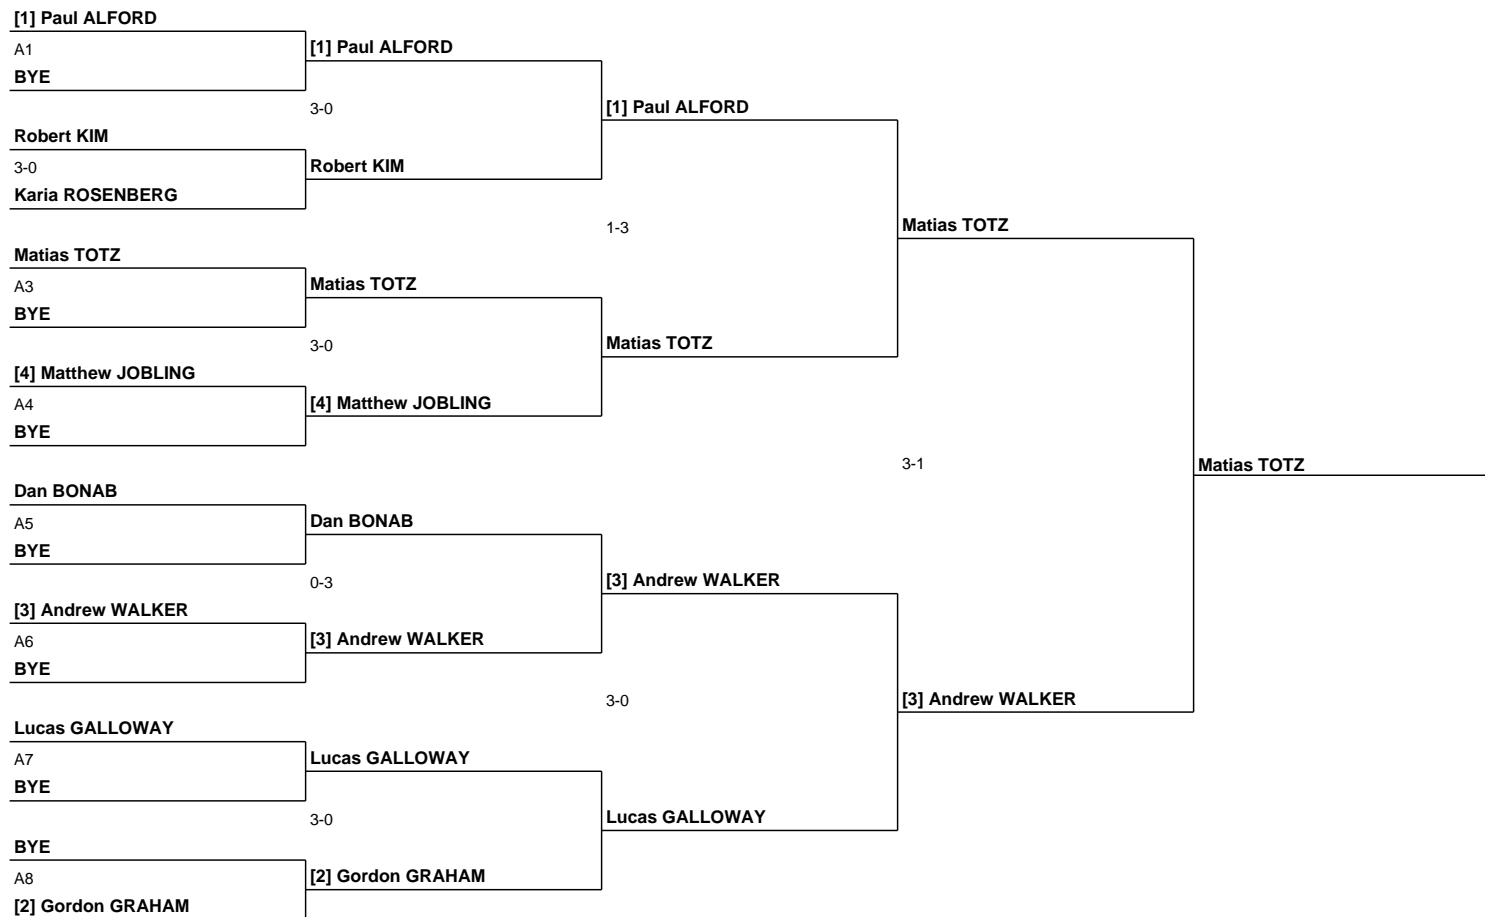 [1] Paul ALFORD
A1
BYE
Robert KIM
3-0
Karia ROSENBERG
Matias TOTZ
A3
BYE
[4] Matthew JOBLING
A4
BYE
Dan BONAB
A5
BYE
[3] Andrew WALKER
A6
BYE
Lucas GALLOWAY
A7
BYE
BYE
A8
[2] Gordon GRAHAM
[1] Paul ALFORD
3-0
Robert KIM
Matias TOTZ
3-0
[4] Matthew JOBLING
Dan BONAB
0-3
[3] Andrew WALKER
Lucas GALLOWAY
3-0
[2] Gordon GRAHAM
[1] Paul ALFORD
1-3
Matias TOTZ
[3] Andrew WALKER
3-0
Lucas GALLOWAY
Matias TOTZ
3-1
[3] Andrew WALKER
Matias TOTZ